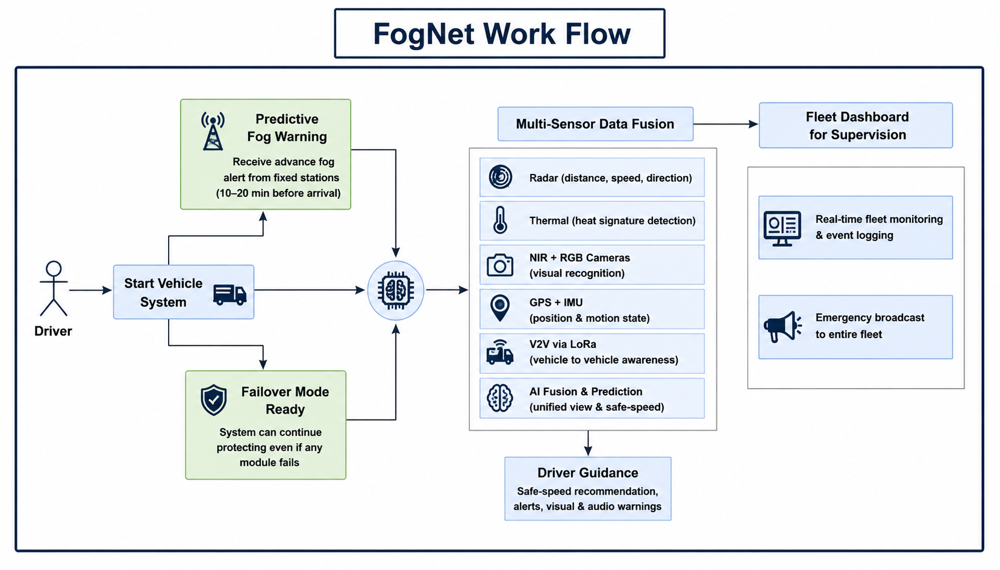 FogNet Work Flow
Predictive
Fog Warning
Receive advance fog
alert from fixed stations
(10–20 min before arrival)
Driver
Start Vehicle
System
Failover Mode
Ready
System can continue
protecting even if any
module fails
Multi-Sensor Data Fusion
Radar (distance, speed, direction)
Thermal (heat signature detection)
NIR + RGB Cameras
(visual recognition)
GPS + IMU
(position & motion state)
V2V via LoRa
(vehicle to vehicle awareness)
AI Fusion & Prediction
(unified view & safe-speed)
Driver Guidance
Safe-speed recommendation,
alerts, visual & audio warnings
Fleet Dashboard
for Supervision
Real-time fleet monitoring
& event logging
Emergency broadcast
to entire fleet